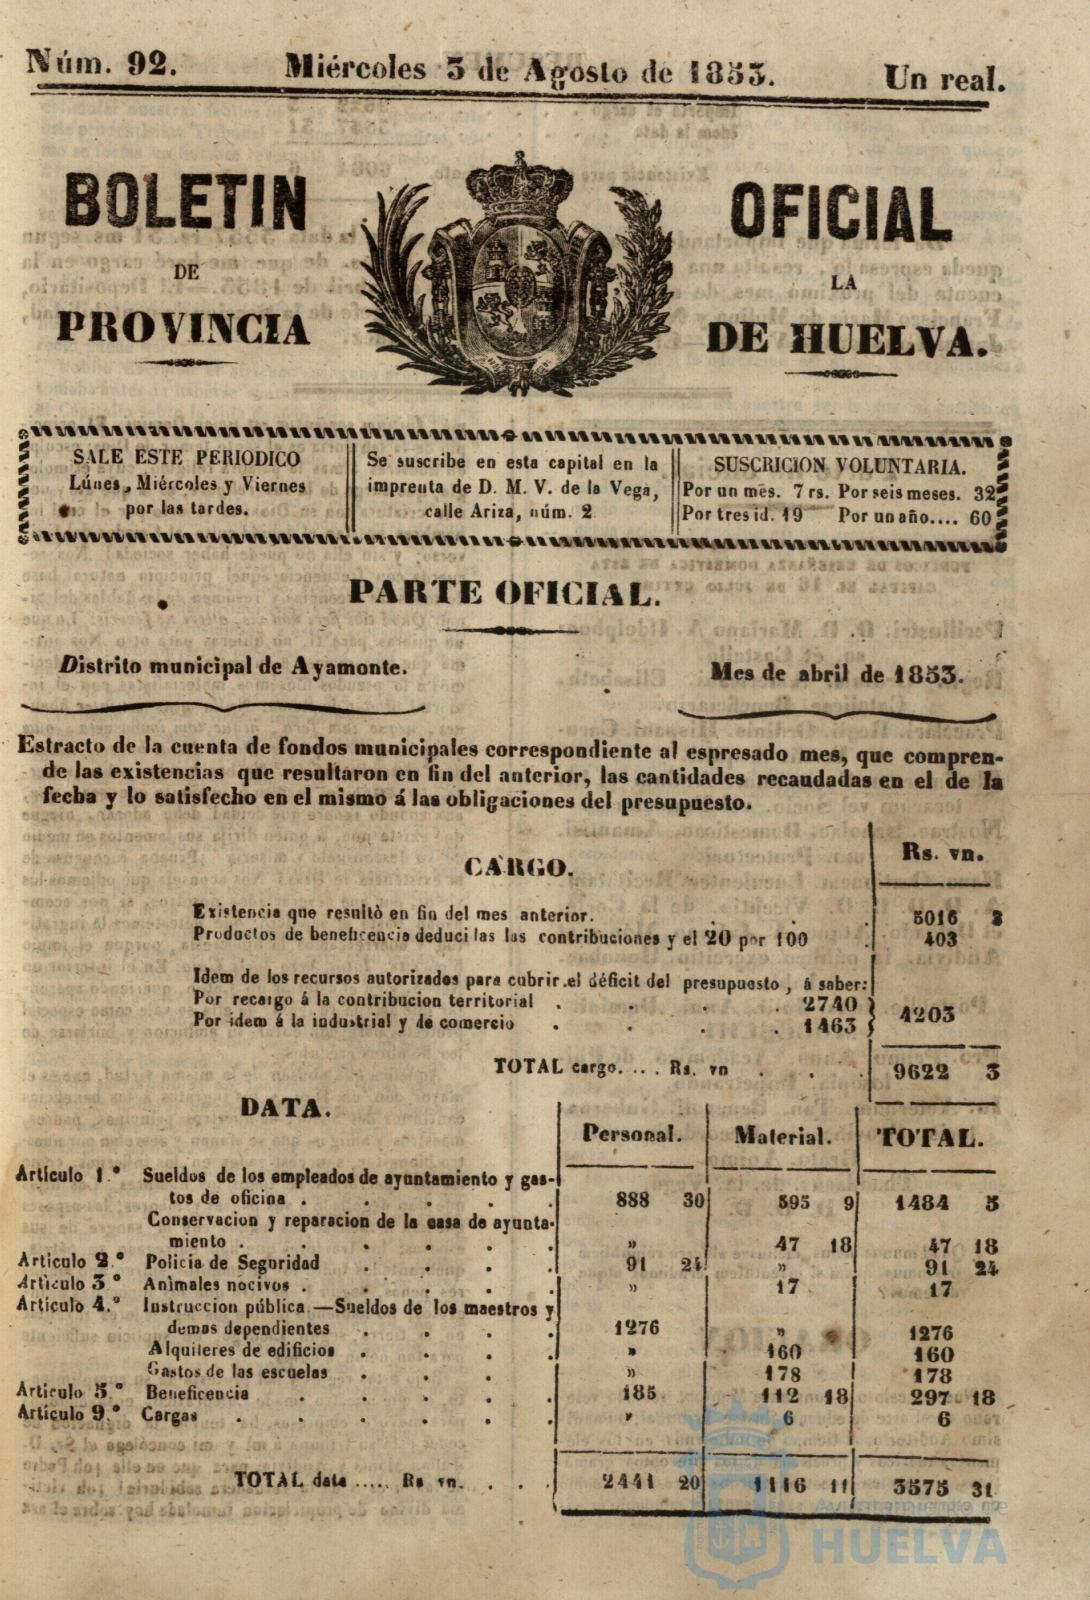 Núm. 92. Miércoles 3 de Agosto de 1853. Un real.
BOLETIN OFICIAL
DE LA
PROVINCIA DE HUELVA.
SALE ESTE PERIODICO
Lúnes, Miércoles y Viernes
por las tardes.
Se suscribe en esta capital en la
imprenta de D. M. V. de la Vega,
calle Ariza, núm. 2
SUSCRICION VOLUNTARIA.
Por un mes. 7 rs. Por seis meses. 32
Por tres id. 19 Por un año.... 60
PARTE OFICIAL.
Distrito municipal de Ayamonte. Mes de abril de 1853.
Estracto de la cuenta de fondos municipales correspondiente al espresado mes, que compren-
de las existencias que resultaron en fin del anterior, las cantidades recaudadas en el de la
fecha y lo satisfecho en el mismo á las obligaciones del presupuesto.
CARGO. Rs. vn.
Existencia que resultò en fin del mes anterior. . . . 5016 3
Productos de beneficencia deducidas las contribuciones y el 20 por 100 . 403
Idem de los recursos autorizados para cubrir el déficit del presupuesto, á saber:
Por recargo á la contribucion territorial . . . . 2740 } 4203
Por idem á la industrial y de comercio . . . . 1463 }
TOTAL cargo. ... Rs. vn . . . 9622 3
DATA. Personal. Material. TOTAL.
Artículo 1.º Sueldos de los empleados de ayuntamiento y gas-
tos de oficina . . . . . 888 30 595 9 1484 5
Conservacion y reparacion de la casa de ayunta-
miento . . . . . » 47 18 47 18
Articulo 2.º Policia de Seguridad . . . . 91 24 » 91 24
Artìculo 3.º Animales nocivos . . . . . » 17 17
Artículo 4.º Instruccion pública.—Sueldos de los maestros y
demas dependientes . . . . 1276 » 1276
Alquileres de edificios . . . . » 160 160
Gastos de las escuelas . . . . » 178 178
Artículo 5.º Beneficencia . . . . . 185 112 18 297 18
Artículo 9.º Cargas . . . . . . » 6 6
TOTAL data ..... Rs vn. . . . 2441 20 1116 11 3575 31
Ayuntamiento de
HUELVA